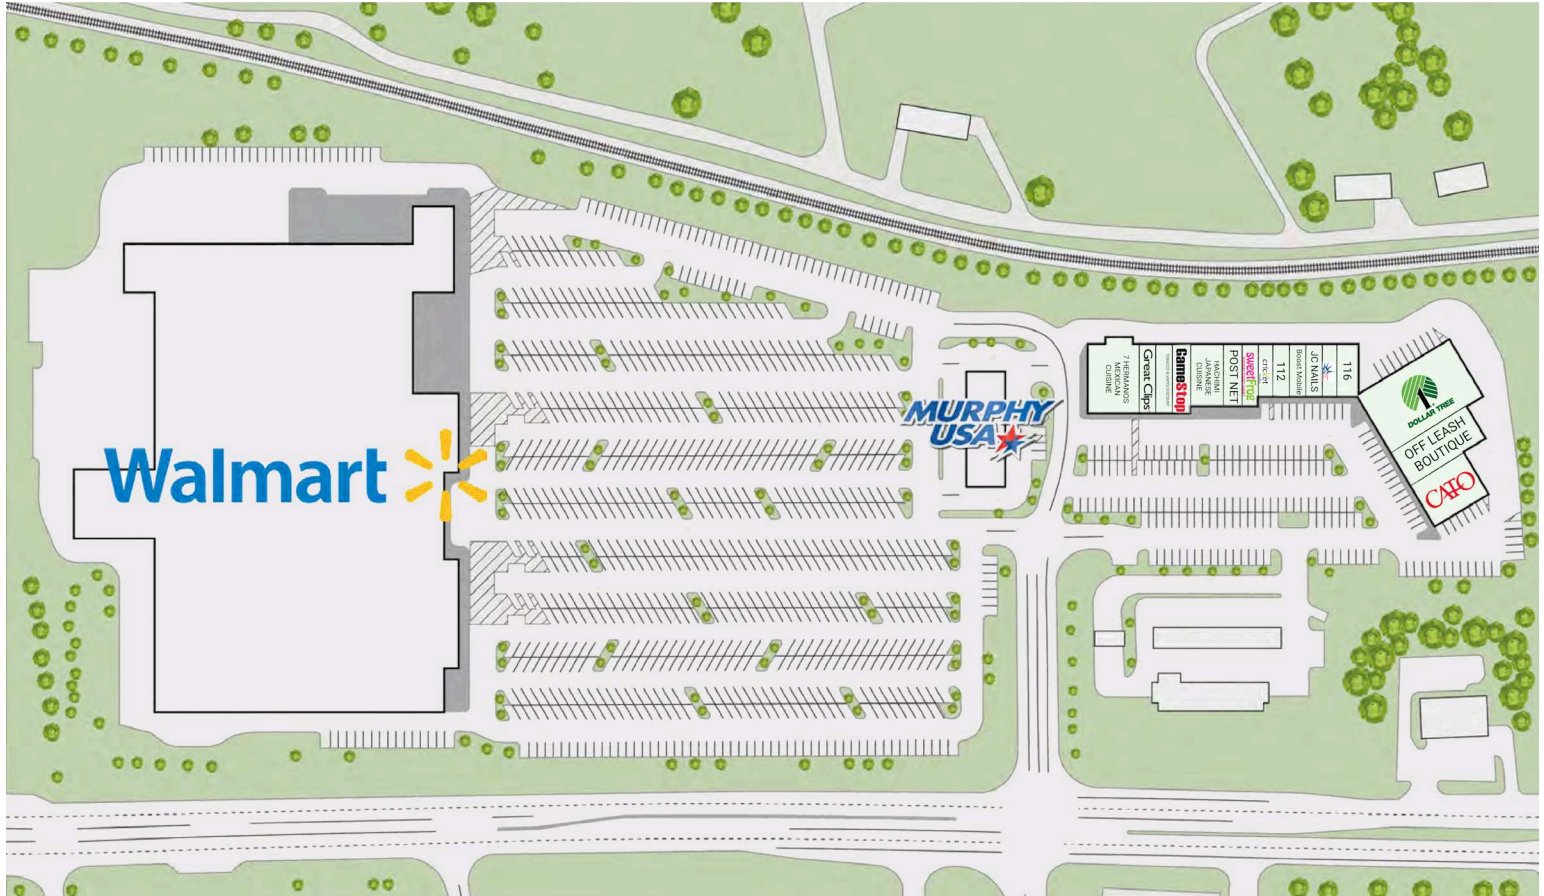 Walmart
MURPHY
USA
7 HERMANOS
MEXICAN
CUISINE
Great Clips
GameStop
HACHIMI
JAPANESE
CUISINE
POST NET
sweetFrog
cricket
112
Boost Mobile
JC NAILS
116
DOLLAR TREE
OFF LEASH
BOUTIQUE
CATO